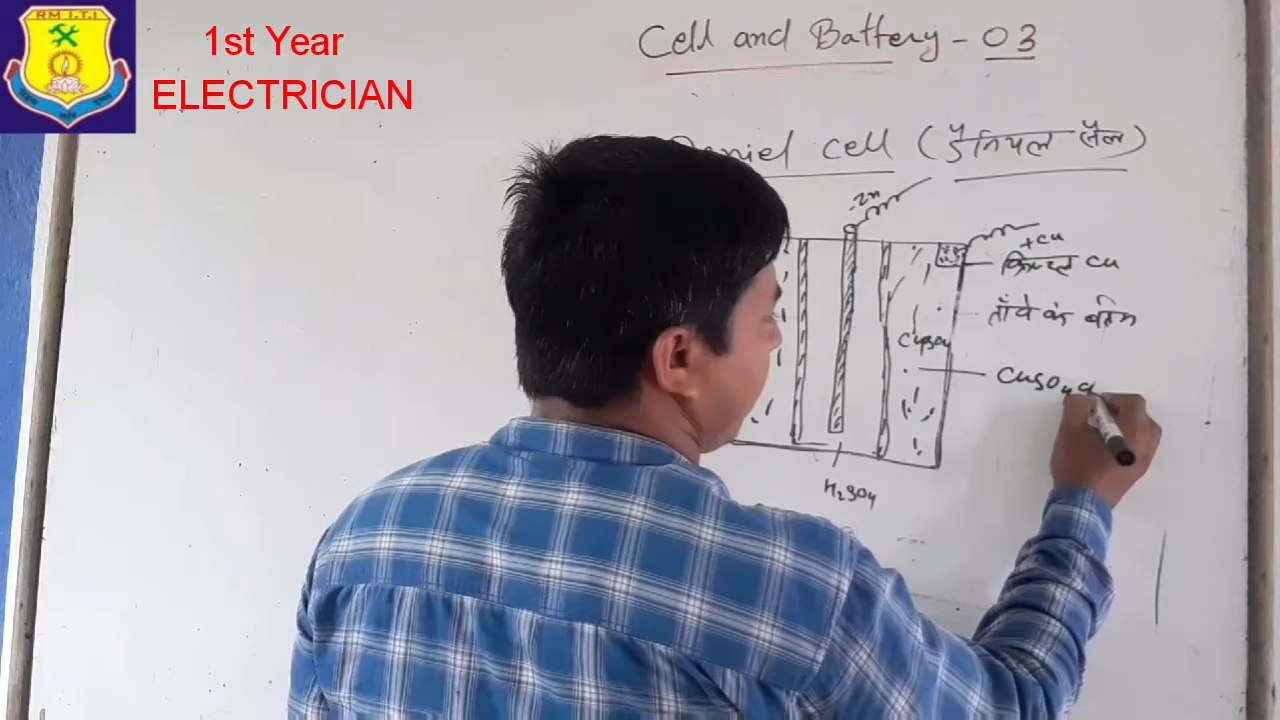 RM I.T.I
1st Year
ELECTRICIAN
Cell and Battery - 03
Daniel cell (डैनियल सैल)
-Zn
+Cu
क्रिस्टल Cu
ताँबे के बर्तन
CuSO4
CuSO4 a
H2SO4